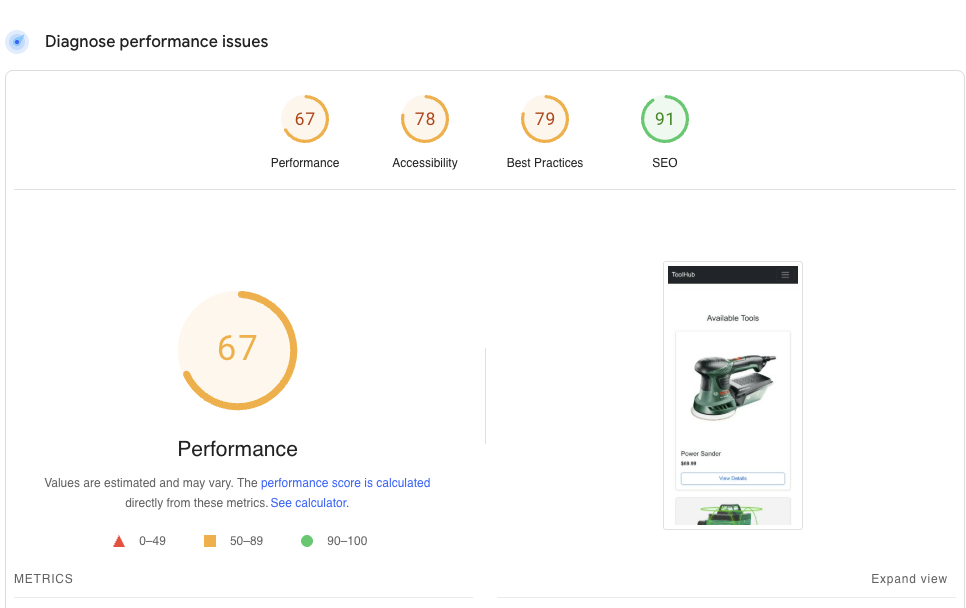 Diagnose performance issues
67
78
79
91
Performance
Accessibility
Best Practices
SEO
67
Performance
Values are estimated and may vary. The performance score is calculated
directly from these metrics. See calculator.
0–49
50–89
90–100
ToolHub
Available Tools
Power Sander
$69.99
View Details
METRICS
Expand view